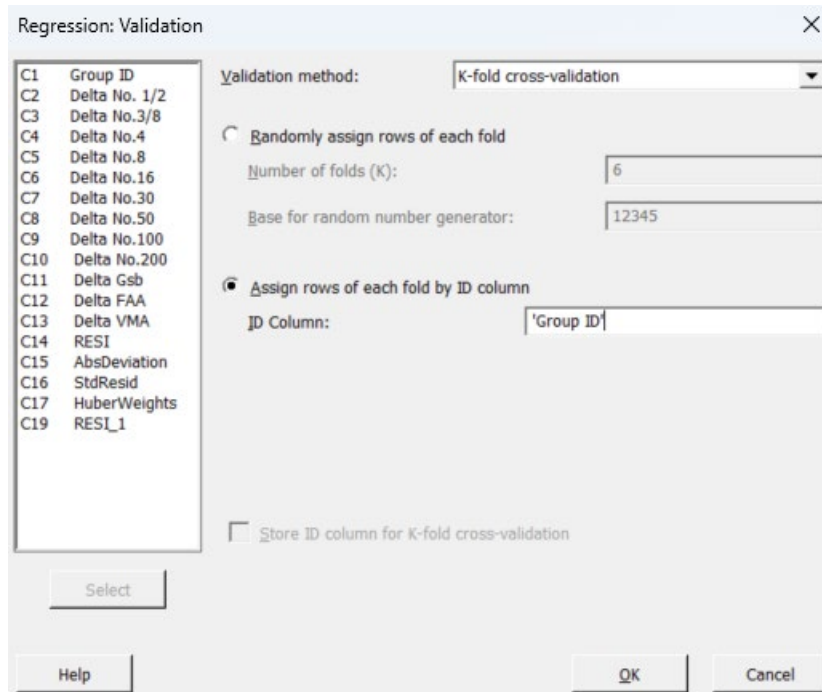 Regression: Validation
C1 Group ID
C2 Delta No. 1/2
C3 Delta No.3/8
C4 Delta No.4
C5 Delta No.8
C6 Delta No.16
C7 Delta No.30
C8 Delta No.50
C9 Delta No.100
C10 Delta No.200
C11 Delta Gsb
C12 Delta FAA
C13 Delta VMA
C14 RESI
C15 AbsDeviation
C16 StdResid
C17 HuberWeights
C19 RESI_1
Validation method: K-fold cross-validation
Randomly assign rows of each fold
Number of folds (K): 6
Base for random number generator: 12345
Assign rows of each fold by ID column
ID Column: 'Group ID'
Store ID column for K-fold cross-validation
Select
Help OK Cancel